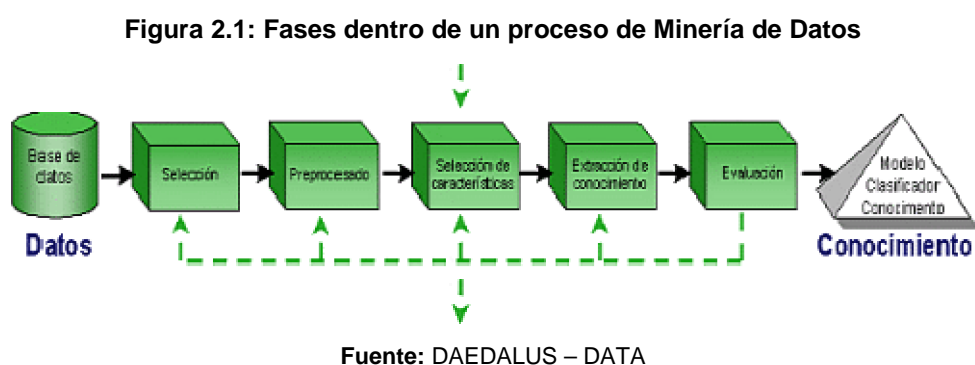 Figura 2.1: Fases dentro de un proceso de Minería de Datos
Base de
datos
Selección
Preprocesado
Selección de
características
Extracción de
conocimiento
Evaluación
Modelo
Clasificador
Conocimento
Datos
Conocimiento
Fuente: DAEDALUS – DATA